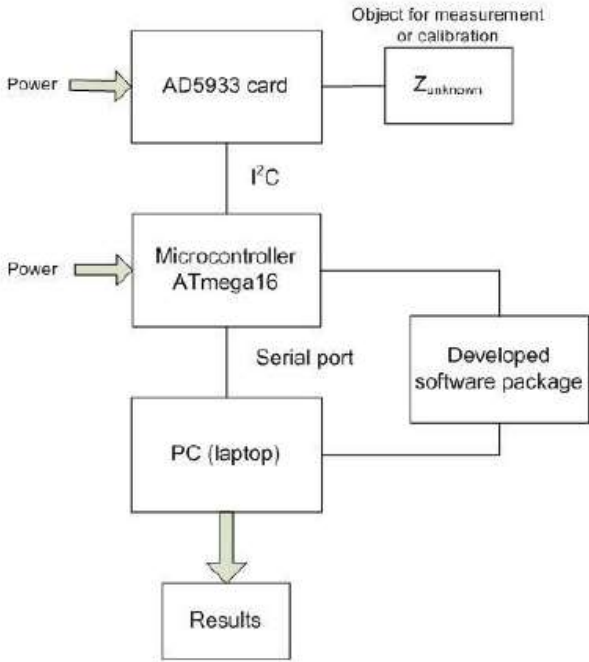 Object for measurement
or calibration
Power
AD5933 card
Zunknown
I²C
Power
Microcontroller
ATmega16
Serial port
Developed
software package
PC (laptop)
Results